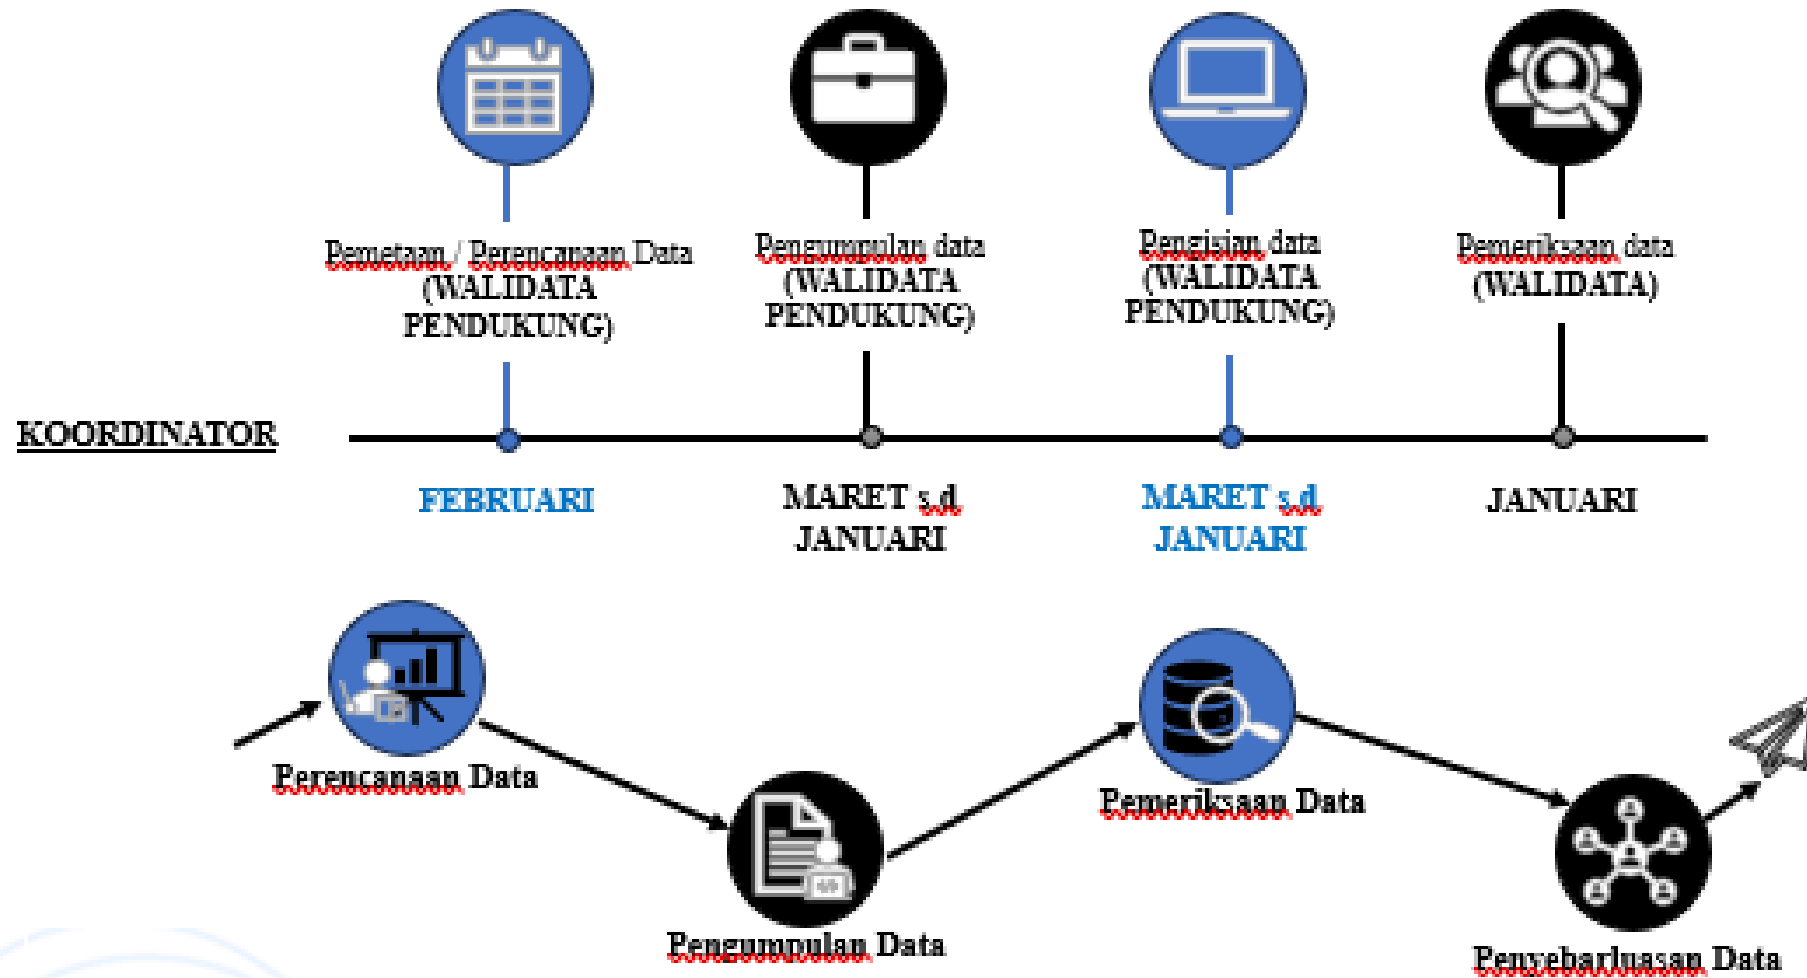 Pemetaan / Perencanaan Data
(WALIDATA
PENDUKUNG)
Pengumpulan data
(WALIDATA
PENDUKUNG)
Pengisian data
(WALIDATA
PENDUKUNG)
Pemeriksaan data
(WALIDATA)
KOORDINATOR
FEBRUARI
MARET s.d
JANUARI
MARET s.d
JANUARI
JANUARI
Perencanaan Data
Pengumpulan Data
Pemeriksaan Data
Penyebarluasan Data